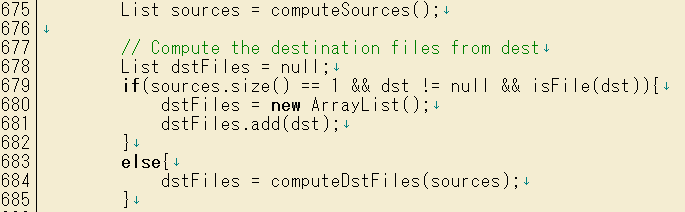 675 List sources = computeSources();↓
676 ↓
677 // Compute the destination files from dest↓
678 List dstFiles = null;↓
679 if(sources.size() == 1 && dst != null && isFile(dst)){↓
680 dstFiles = new ArrayList();↓
681 dstFiles.add(dst);↓
682 }↓
683 else{↓
684 dstFiles = computeDstFiles(sources);↓
685 }↓